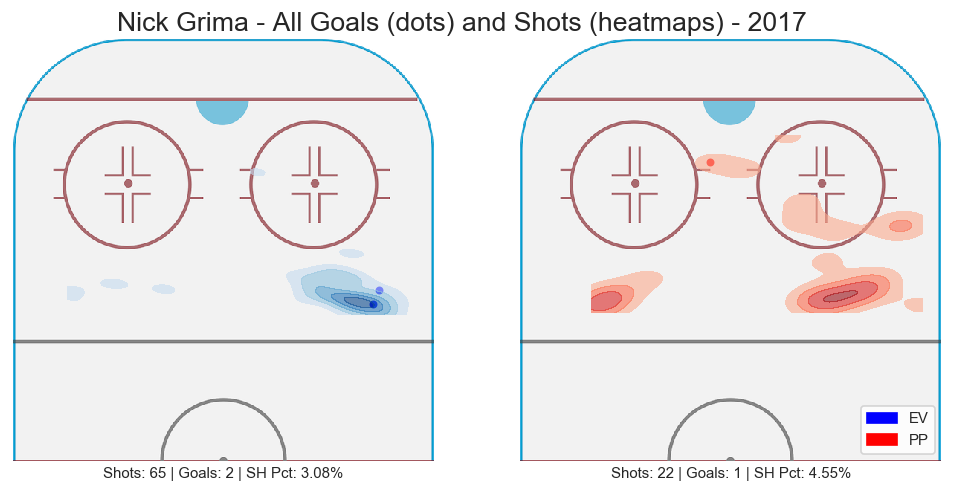 Nick Grima - All Goals (dots) and Shots (heatmaps) - 2017
EV
PP
Shots: 65 | Goals: 2 | SH Pct: 3.08%
Shots: 22 | Goals: 1 | SH Pct: 4.55%